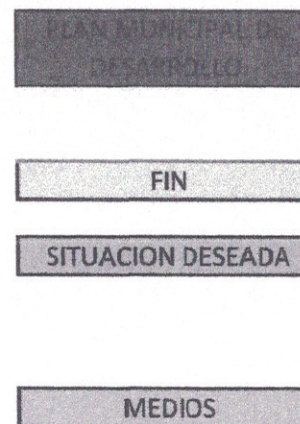 PLAN MUNICIPAL DE
DESARROLLO
FIN
SITUACION DESEADA
MEDIOS